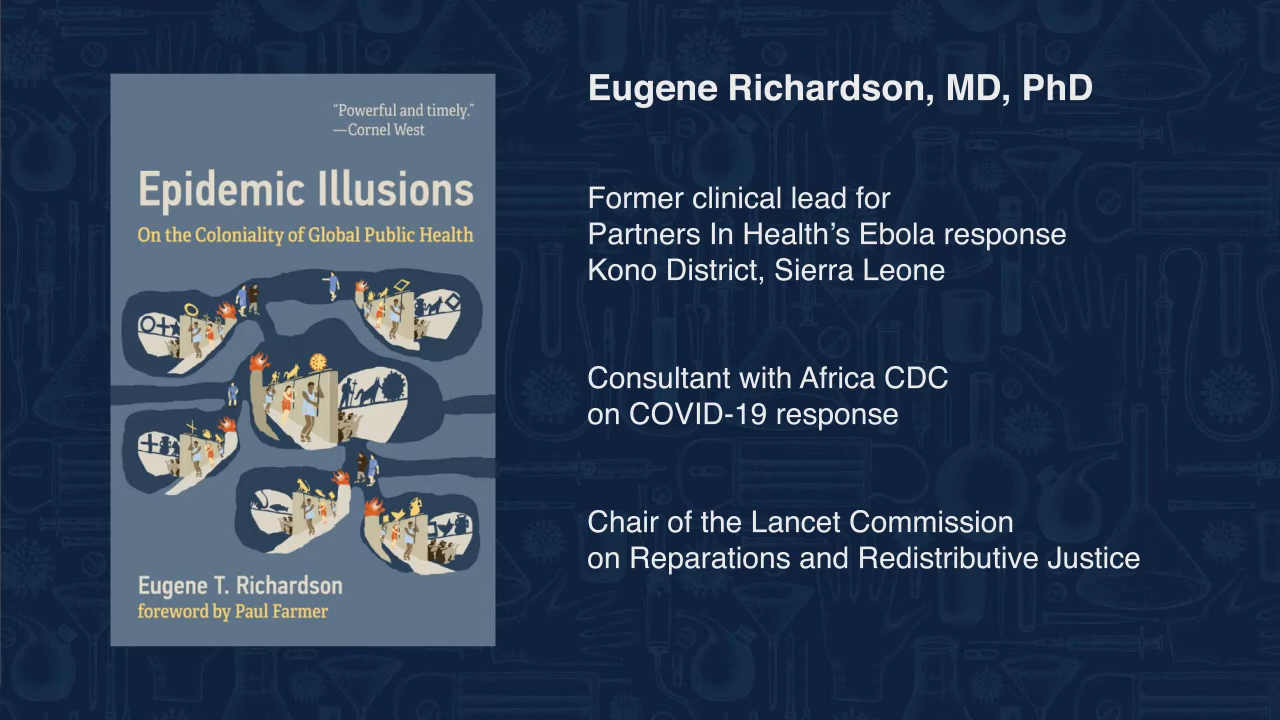 "Powerful and timely."
—Cornel West
Epidemic Illusions
On the Coloniality of Global Public Health
Eugene T. Richardson
foreword by Paul Farmer
Eugene Richardson, MD, PhD
Former clinical lead for
Partners In Health’s Ebola response
Kono District, Sierra Leone
Consultant with Africa CDC
on COVID-19 response
Chair of the Lancet Commission
on Reparations and Redistributive Justice